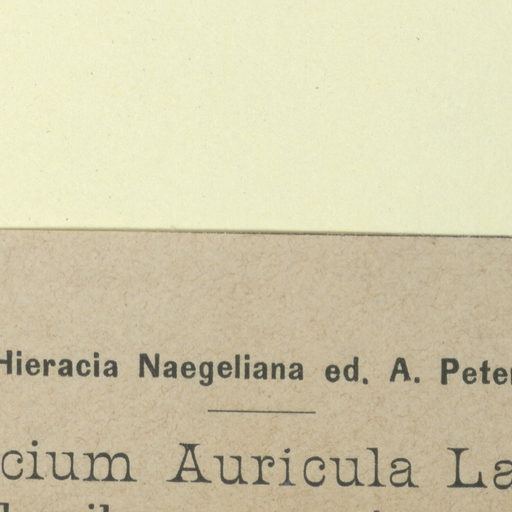 Hieracia Naegeliana ed. A. Peter
cium Auricula La